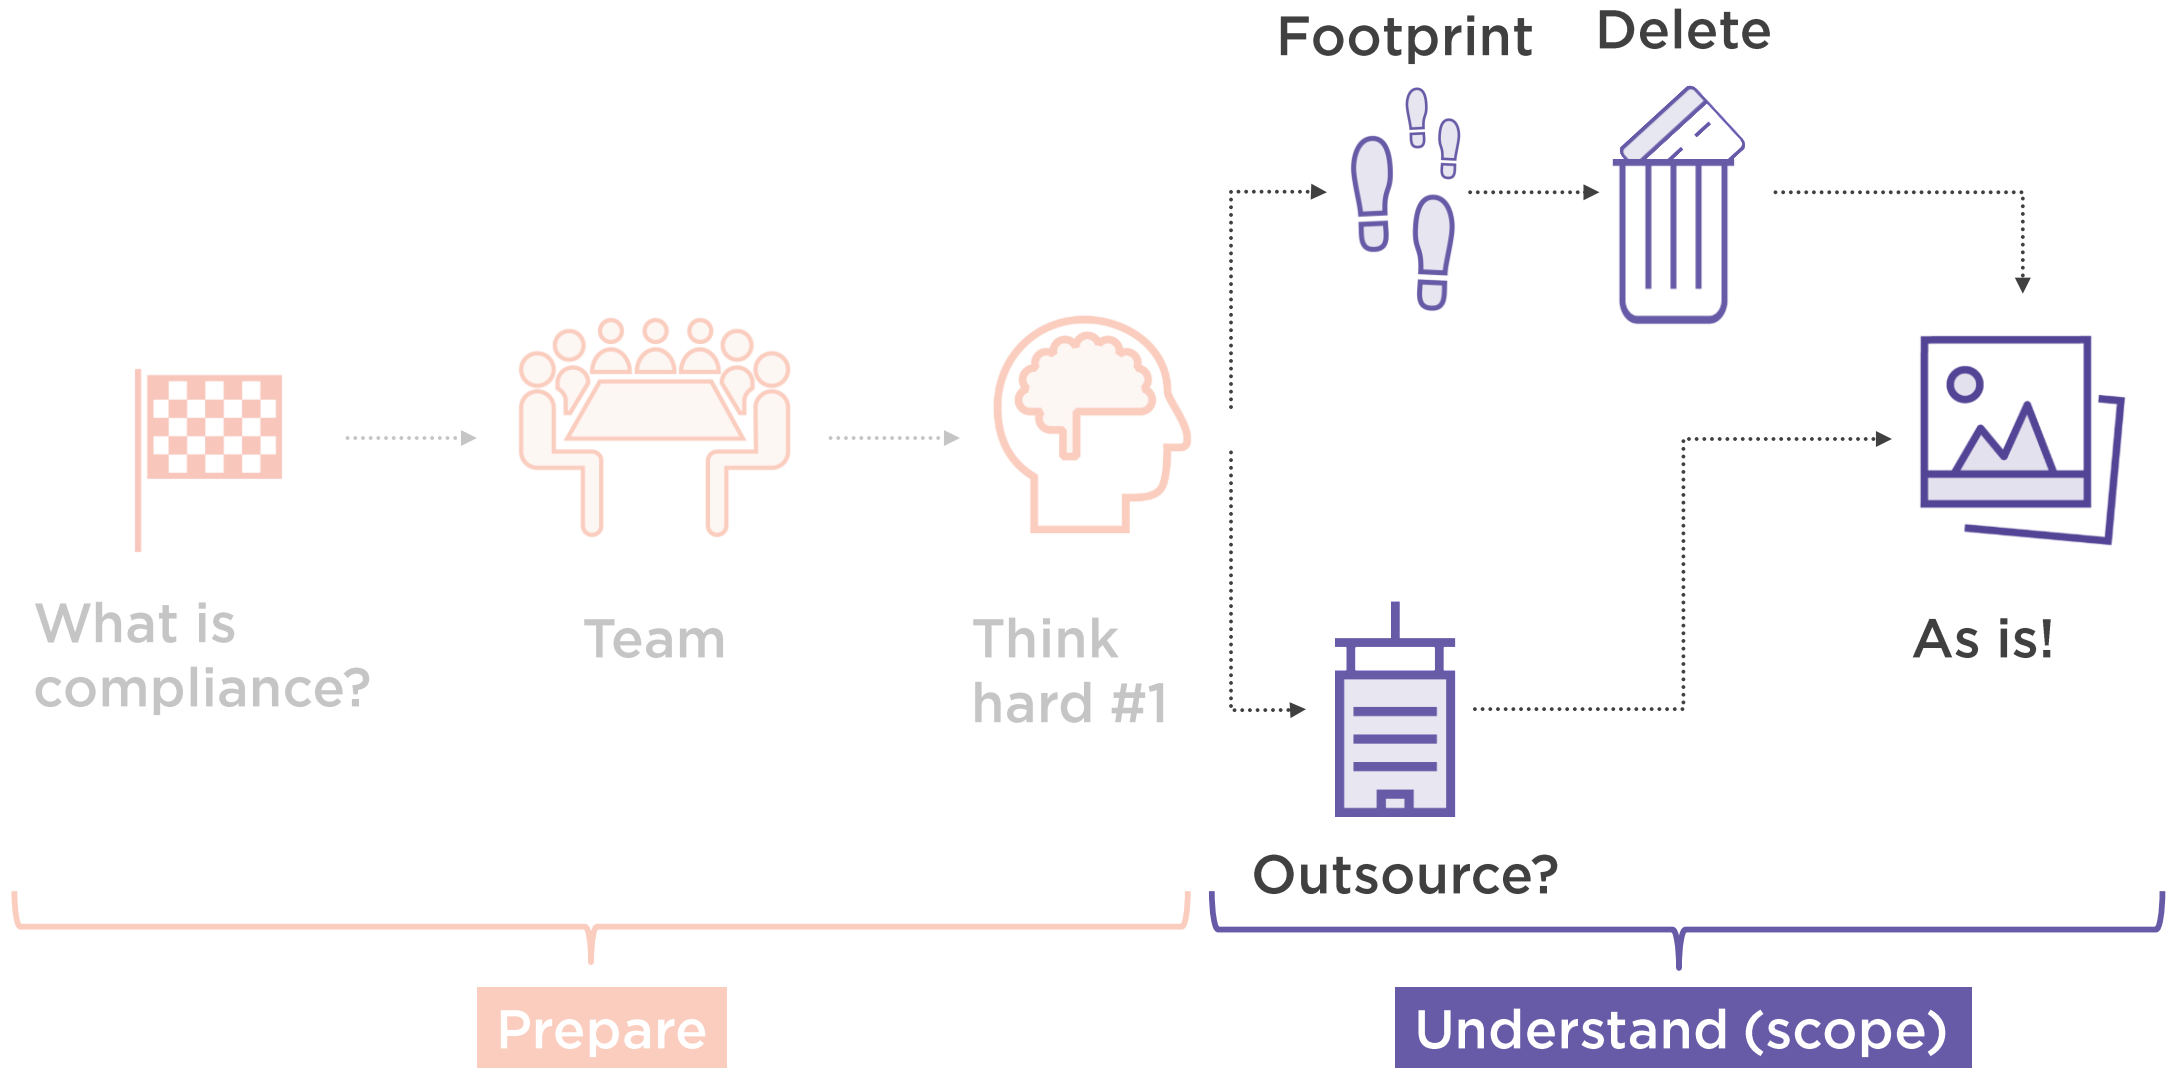 Footprint
Delete
What is
compliance?
Team
Think
hard #1
As is!
Outsource?
Prepare
Understand (scope)